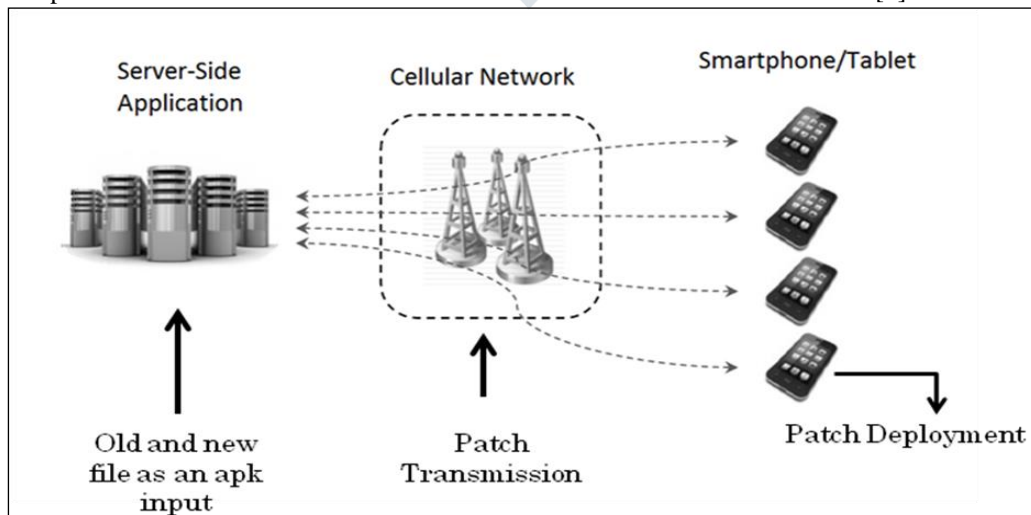 Server-Side
Application
Cellular Network
Smartphone/Tablet
Old and new
file as an apk
input
Patch
Transmission
Patch Deployment